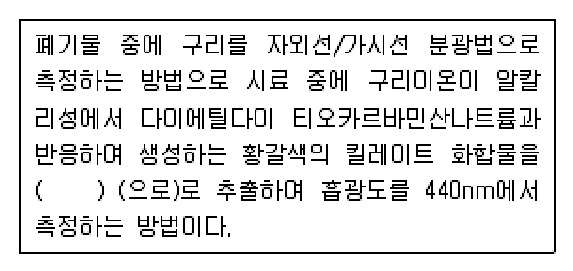 폐기물 중에 구리를 자외선/가시선 분광법으로
측정하는 방법으로 시료 중에 구리이온이 알칼
리성에서 다이에틸다이 티오카르바민산나트륨과
반응하여 생성하는 황갈색의 킬레이트 화합물을
(    ) (으로)로 추출하여 흡광도를 440nm에서
측정하는 방법이다.